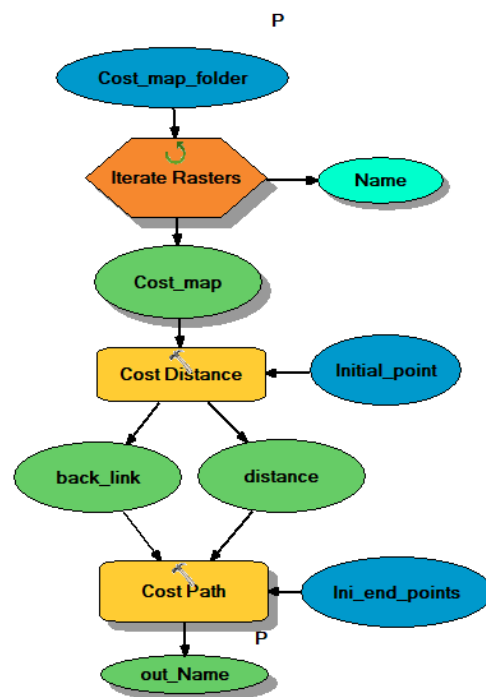 P
Cost_map_folder
Iterate Rasters
Name
Cost_map
Cost Distance
Initial_point
back_link
distance
Cost Path
Ini_end_points
P
out_Name